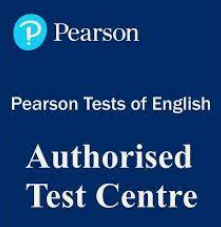 Pearson
Pearson Tests of English
Authorised
Test Centre